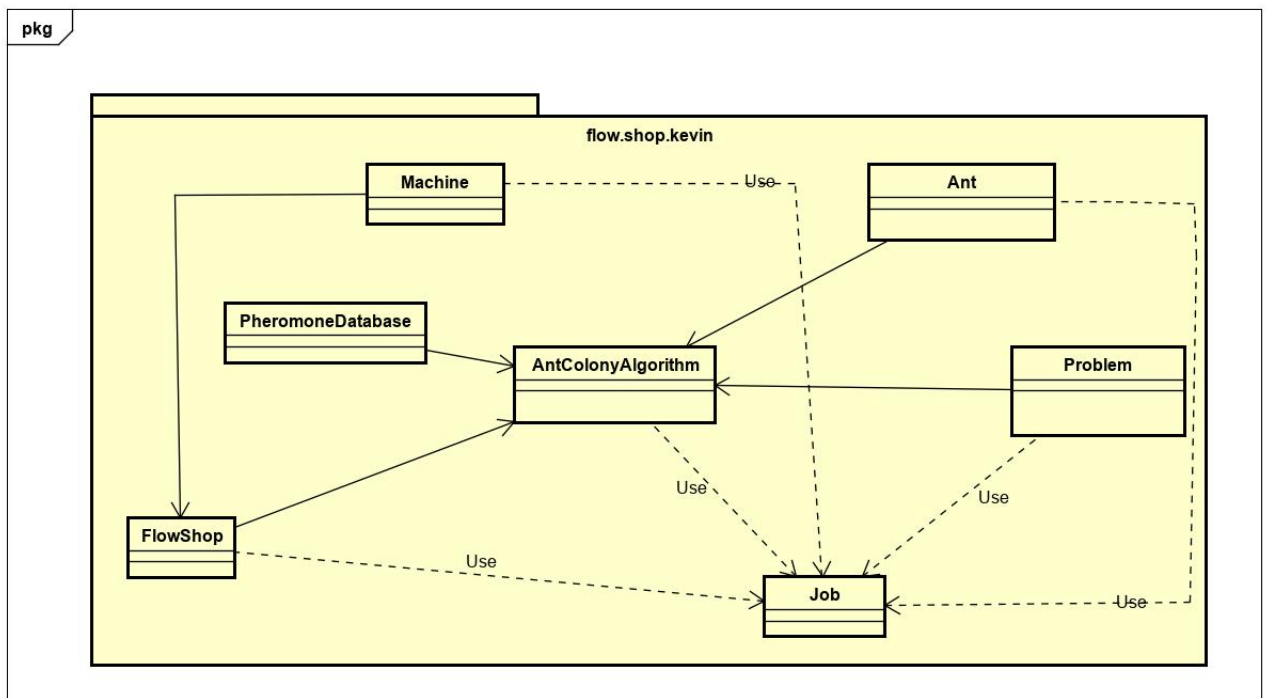 pkg
flow.shop.kevin
Machine
Use
Ant
PheromoneDatabase
AntColonyAlgorithm
Problem
Use
Use
FlowShop
Use
Job
Use